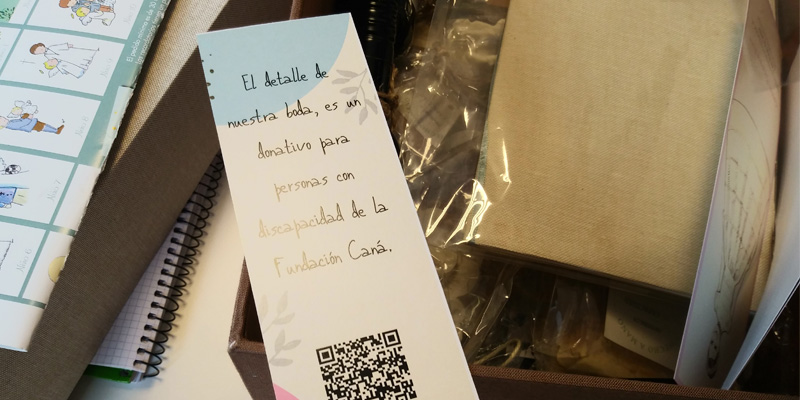 El detalle de
nuestra boda, es un
donativo para
personas con
discapacidad de la
Fundación Caná.